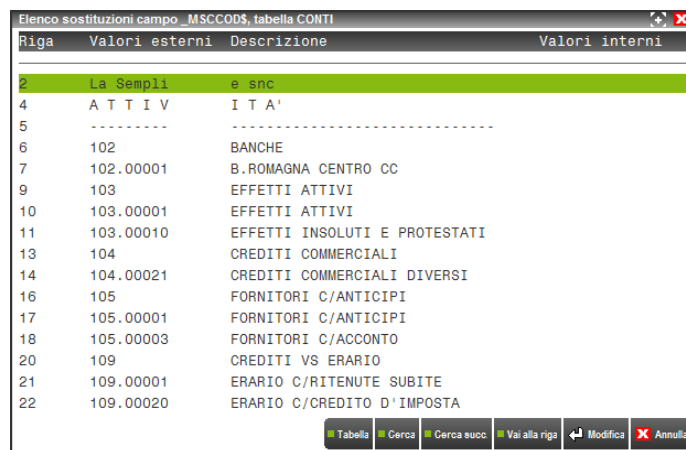 Elenco sostituzioni campo _MSCCOD$, tabella CONTI
Riga Valori esterni Descrizione Valori interni
2 La Sempli e snc
4 A T T I V I T A'
5 --------- ------------------------------
6 102 BANCHE
7 102.00001 B.ROMAGNA CENTRO CC
9 103 EFFETTI ATTIVI
10 103.00001 EFFETTI ATTIVI
11 103.00010 EFFETTI INSOLUTI E PROTESTATI
13 104 CREDITI COMMERCIALI
14 104.00021 CREDITI COMMERCIALI DIVERSI
16 105 FORNITORI C/ANTICIPI
17 105.00001 FORNITORI C/ANTICIPI
18 105.00003 FORNITORI C/ACCONTO
20 109 CREDITI VS ERARIO
21 109.00001 ERARIO C/RITENUTE SUBITE
22 109.00020 ERARIO C/CREDITO D'IMPOSTA
Tabella Cerca Cerca succ. Vai alla riga Modifica Annulla